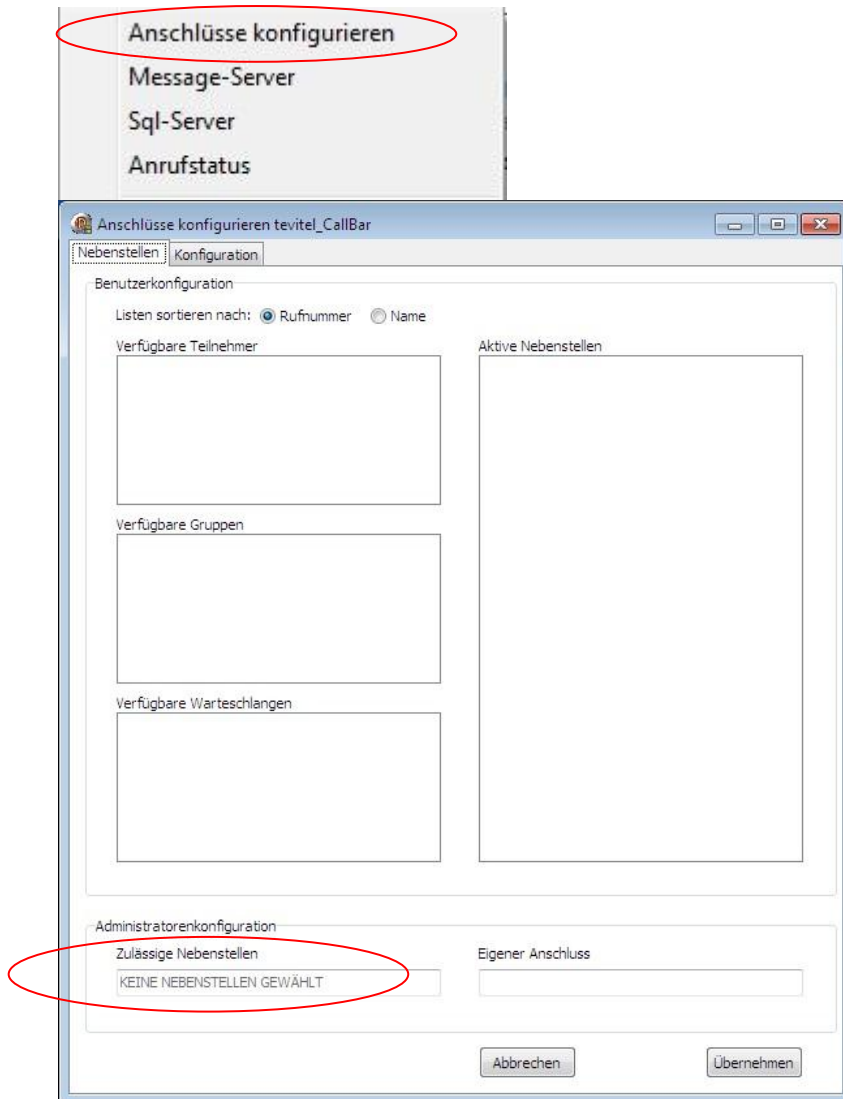 Anschlüsse konfigurieren
Message-Server
Sql-Server
Anrufstatus
Anschlüsse konfigurieren tevitel_CallBar
Nebenstellen Konfiguration
Benutzerkonfiguration
Listen sortieren nach: Rufnummer Name
Verfügbare Teilnehmer
Aktive Nebenstellen
Verfügbare Gruppen
Verfügbare Warteschlangen
Administratorenkonfiguration
Zulässige Nebenstellen
Eigener Anschluss
KEINE NEBENSTELLEN GEWÄHLT
Abbrechen Übernehmen